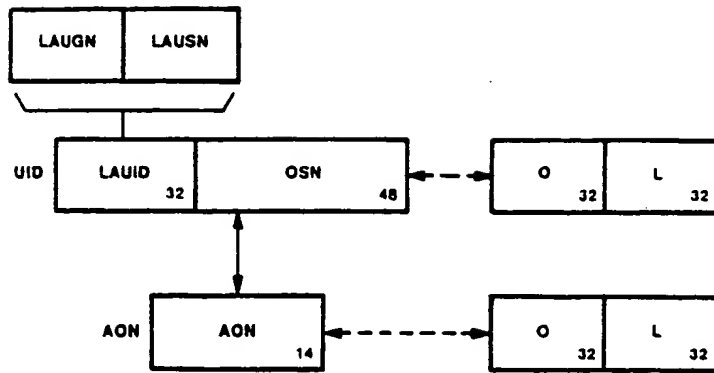 LAUGN LAUSN
UID LAUID 32 OSN 48 O 32 L 32
AON AON 14 O 32 L 32